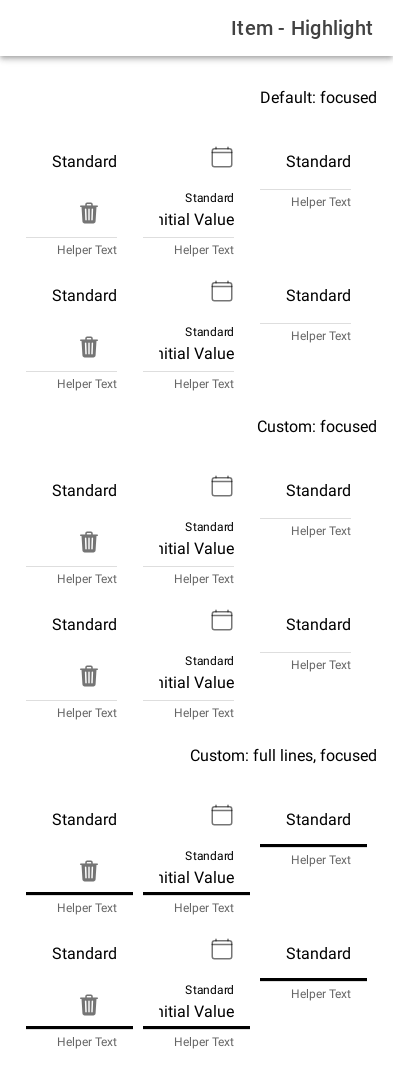 Item - Highlight
Default: focused
Standard
Helper Text
Standard
nitial Value
Helper Text
Standard
Helper Text
Standard
Helper Text
Standard
nitial Value
Helper Text
Standard
Helper Text
Custom: focused
Standard
Helper Text
Standard
nitial Value
Helper Text
Standard
Helper Text
Standard
Helper Text
Standard
nitial Value
Helper Text
Standard
Helper Text
Custom: full lines, focused
Standard
Helper Text
Standard
nitial Value
Helper Text
Standard
Helper Text
Standard
Helper Text
Standard
nitial Value
Helper Text
Standard
Helper Text